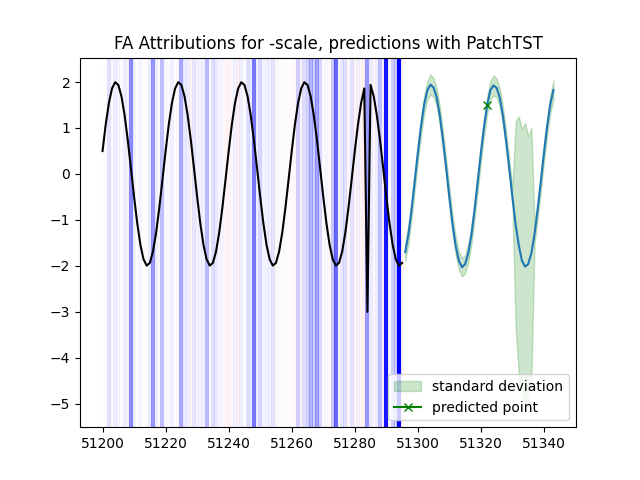 FA Attributions for -scale, predictions with PatchTST
2
1
0
−1
−2
−3
−4
−5
standard deviation
predicted point
51200 51220 51240 51260 51280 51300 51320 51340